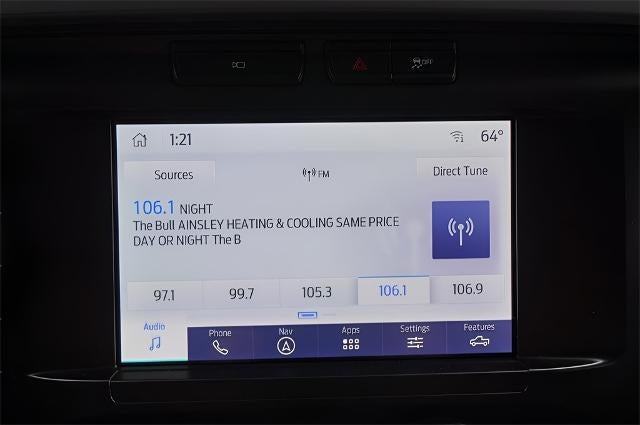 OFF
1:21 64°
Sources FM Direct Tune
106.1 NIGHT
The Bull AINSLEY HEATING & COOLING SAME PRICE
DAY OR NIGHT The B
97.1 99.7 105.3 106.1 106.9
Audio Phone Nav Apps Settings Features